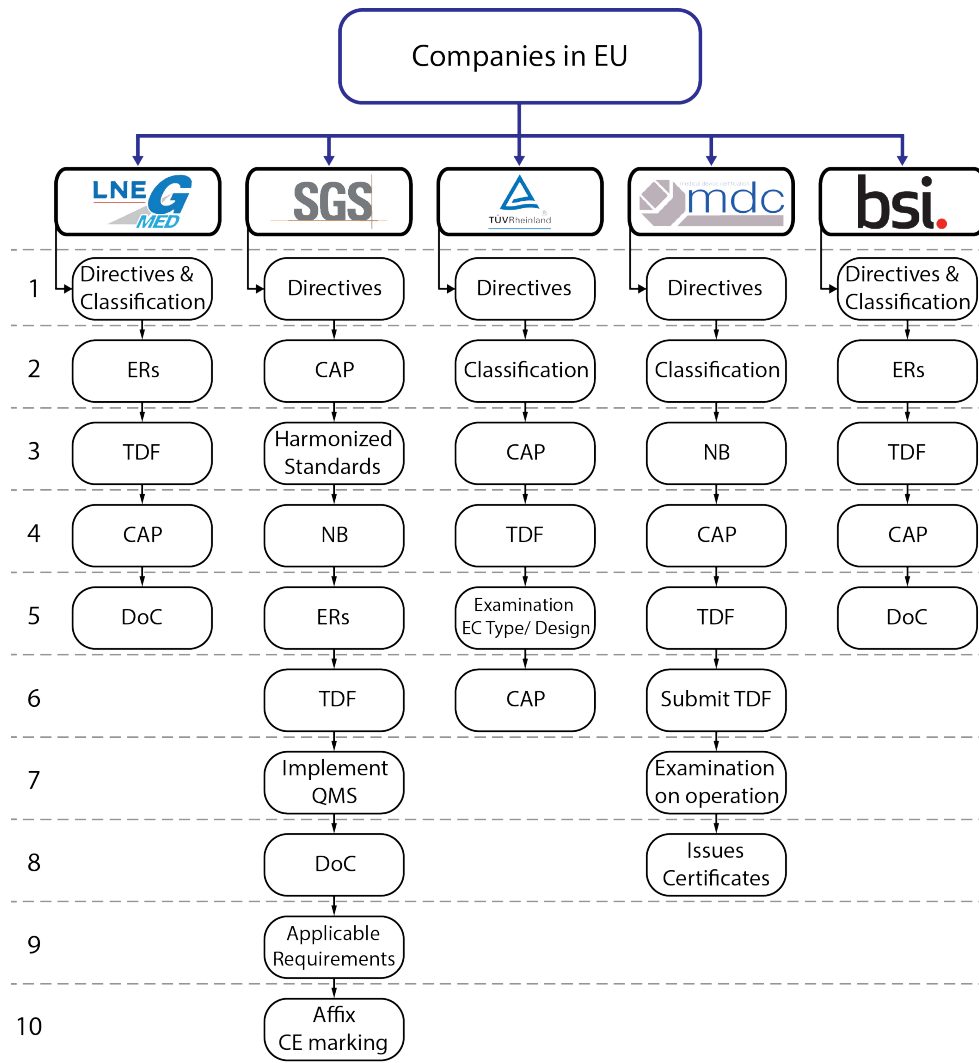 Companies in EU
LNE G
MED
SGS
TÜVRheinland
®
medical device certification
mdc
bsi.
1
Directives &
Classification
Directives
Directives
Directives
Directives &
Classification
2
ERs
CAP
Classification
Classification
ERs
3
TDF
Harmonized
Standards
CAP
NB
TDF
4
CAP
NB
TDF
CAP
CAP
5
DoC
ERs
Examination
EC Type/ Design
TDF
DoC
6
TDF
CAP
Submit TDF
7
Implement
QMS
Examination
on operation
8
DoC
Issues
Certificates
9
Applicable
Requirements
10
Affix
CE marking